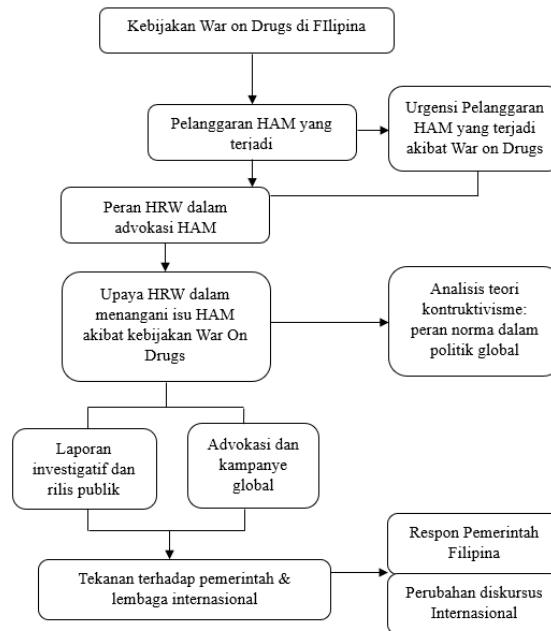 Kebijakan War on Drugs di FIlipina
Pelanggaran HAM yang
terjadi
Urgensi Pelanggaran
HAM yang terjadi
akibat War on Drugs
Peran HRW dalam
advokasi HAM
Upaya HRW dalam
menangani isu HAM
akibat kebijakan War On
Drugs
Analisis teori
kontruktivisme:
peran norma dalam
politik global
Laporan
investigatif dan
rilis publik
Advokasi dan
kampanye
global
Tekanan terhadap pemerintah &
lembaga internasional
Respon Pemerintah
Filipina
Perubahan diskursus
Internasional